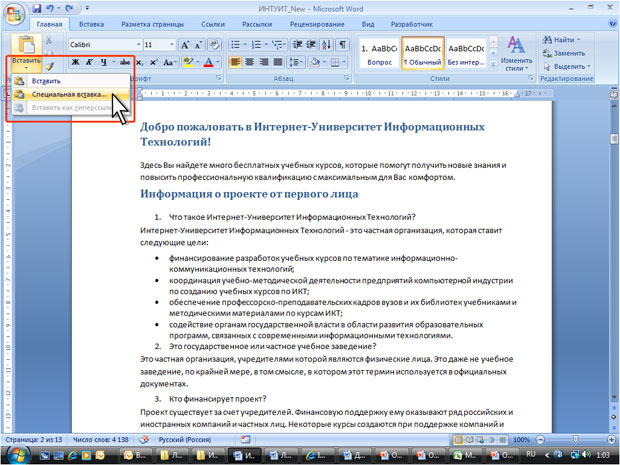 ИНТУИТ_New - Microsoft Word
Главная Вставка Разметка страницы Ссылки Рассылки Рецензирование Вид Разработчик
Вставить
Calibri 11
Ж К Ч abc
Шрифт Абзац Стили Редактирование
1. AaBbCc AaBbCcDc AaBbCcDc
Вопрос ¶ Обычный Без интер...
Изменить стили
Найти
Заменить
Выделить
Вставить
Специальная вставка...
Вставить как гиперссылку
Добро пожаловать в Интернет-Университет Информационных
Технологий!
Здесь Вы найдете много бесплатных учебных курсов, которые помогут получить новые знания и
повысить профессиональную квалификацию с максимальным для Вас комфортом.
Информация о проекте от первого лица
1. Что такое Интернет-Университет Информационных Технологий?
Интернет-Университет Информационных Технологий - это частная организация, которая ставит
следующие цели:
• финансирование разработок учебных курсов по тематике информационно-
коммуникационных технологий;
• координация учебно-методической деятельности предприятий компьютерной индустрии
по созданию учебных курсов по ИКТ;
• обеспечение профессорско-преподавательских кадров вузов и их библиотек учебниками и
методическими материалами по курсам ИКТ;
• содействие органам государственной власти в области развития образовательных
программ, связанных с современными информационными технологиями.
2. Это государственное или частное учебное заведение?
Это частная организация, учредителями которой являются физические лица. Это даже не учебное
заведение, по крайней мере, в том смысле, в котором этот термин используется в официальных
документах.
3. Кто финансирует проект?
Проект существует за счет учредителей. Финансовую поддержку ему оказывают ряд российских и
иностранных компаний и частных лиц. Некоторые курсы создаются при поддержке компаний и
Страница: 2 из 13 Число слов: 4 138 Русский (Россия) 100%
RU 1:03